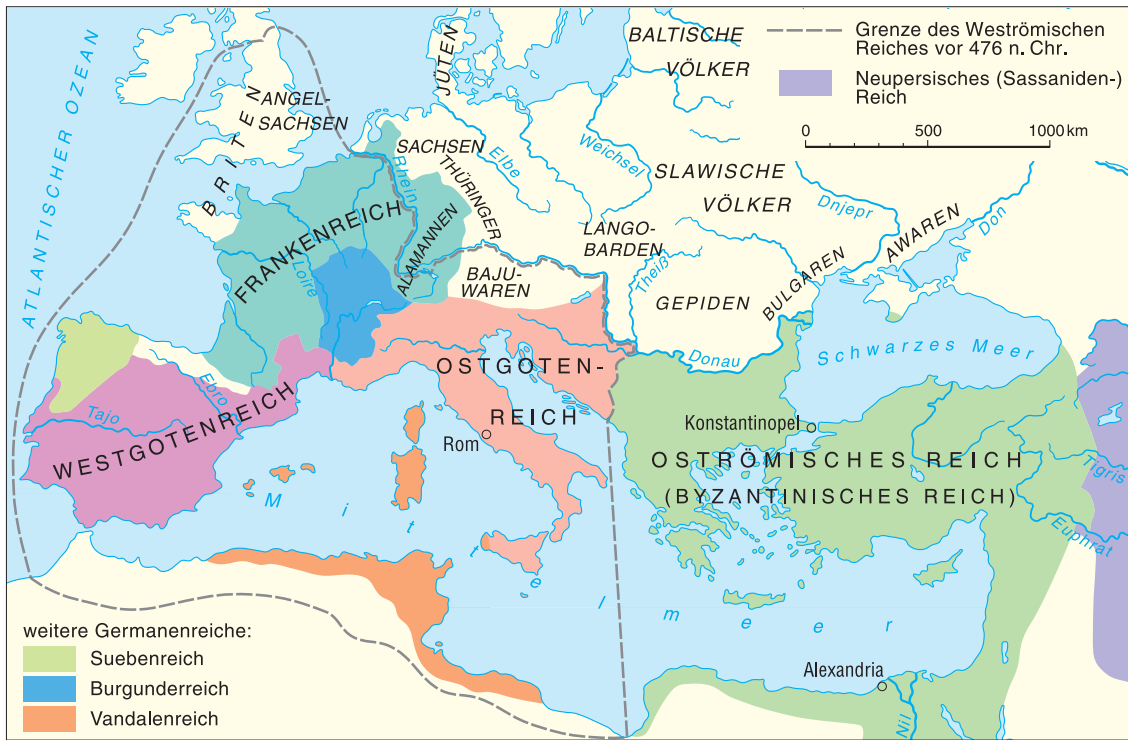 Grenze des Weströmischen
Reiches vor 476 n. Chr.
Neupersisches (Sassaniden-)
Reich
0 500 1000 km
ATLANTISCHER OZEAN
BRITEN
ANGEL-
SACHSEN
JÜTEN
BALTISCHE
VÖLKER
SACHSEN
THÜRINGER
Rhein
Elbe
Weichsel
SLAWISCHE
VÖLKER
Dnjepr
Don
AWAREN
FRANKENREICH
Loire
ALAMANNEN
LANGO-
BARDEN
BAJU-
WAREN
Theiß
GEPIDEN
BULGAREN
Donau
Schwarzes Meer
OSTGOTEN-
REICH
Rom
Ebro
Tajo
WESTGOTENREICH
Konstantinopel
OSTRÖMISCHES REICH
(BYZANTINISCHES REICH)
Tigris
Euphrat
Mittelmeer
Alexandria
Nil
weitere Germanenreiche:
Suebenreich
Burgunderreich
Vandalenreich